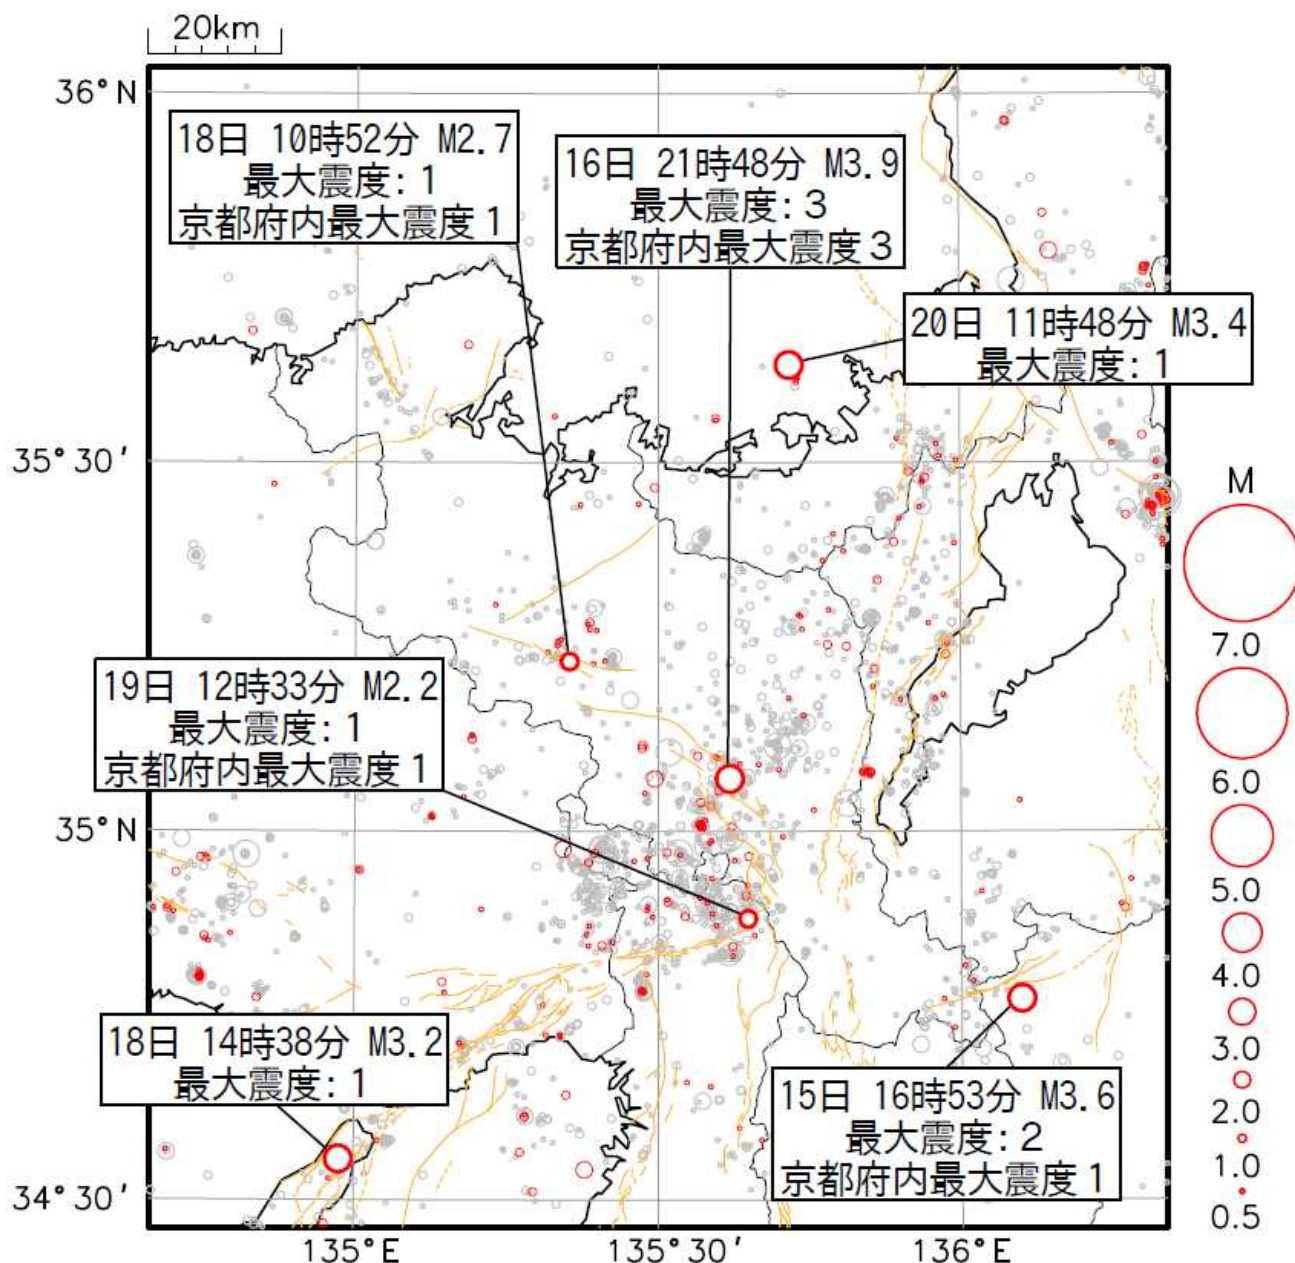 20km
36°N
18日 10時52分 M2.7
最大震度:1
京都府内最大震度1
16日 21時48分 M3.9
最大震度:3
京都府内最大震度3
20日 11時48分 M3.4
最大震度:1
35°30′
M
7.0
6.0
5.0
4.0
3.0
2.0
1.0
0.5
19日 12時33分 M2.2
最大震度:1
京都府内最大震度1
35°N
18日 14時38分 M3.2
最大震度:1
15日 16時53分 M3.6
最大震度:2
京都府内最大震度1
34°30′
135°E
135°30′
136°E